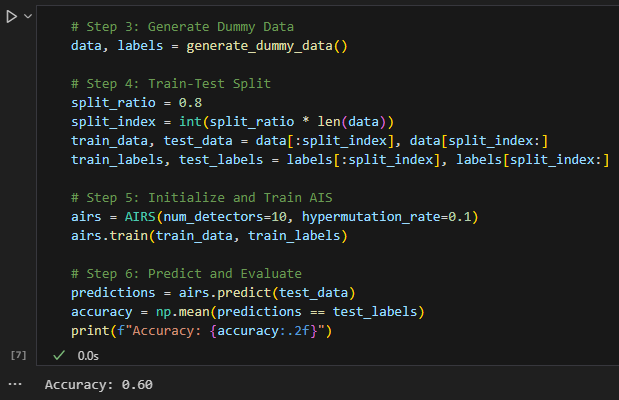 # Step 3: Generate Dummy Data
data, labels = generate_dummy_data()
# Step 4: Train-Test Split
split_ratio = 0.8
split_index = int(split_ratio * len(data))
train_data, test_data = data[:split_index], data[split_index:]
train_labels, test_labels = labels[:split_index], labels[split_index:]
# Step 5: Initialize and Train AIS
airs = AIRS(num_detectors=10, hypermutation_rate=0.1)
airs.train(train_data, train_labels)
# Step 6: Predict and Evaluate
predictions = airs.predict(test_data)
accuracy = np.mean(predictions == test_labels)
print(f"Accuracy: {accuracy:.2f}")
[7] 0.0s
Accuracy: 0.60